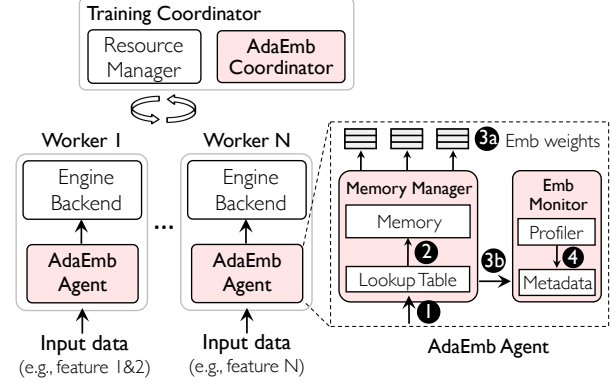 Training Coordinator
Resource
Manager
AdaEmb
Coordinator
Worker 1
Engine
Backend
AdaEmb
Agent
Input data
(e.g., feature 1&2)
...
Worker N
Engine
Backend
AdaEmb
Agent
Input data
(e.g., feature N)
3a Emb weights
Memory Manager
Memory
2
Lookup Table
1
3b
Emb
Monitor
Profiler
4
Metadata
AdaEmb Agent